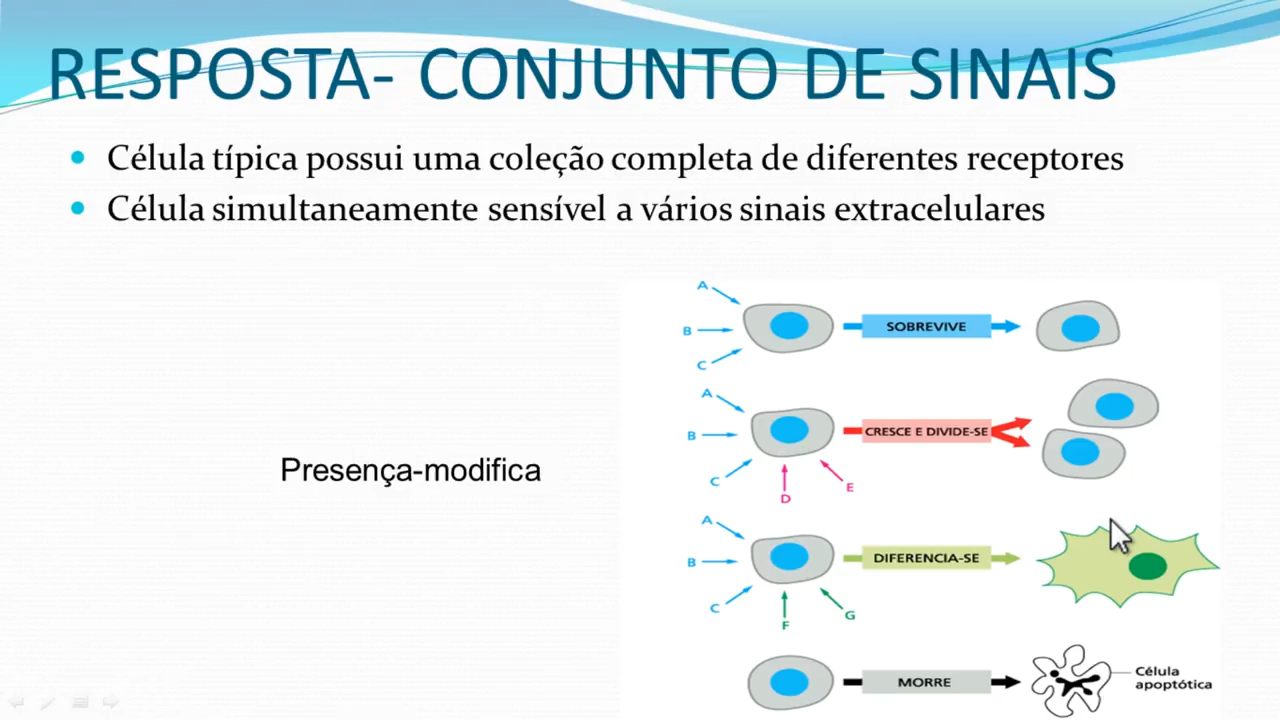 RESPOSTA- CONJUNTO DE SINAIS
Célula típica possui uma coleção completa de diferentes receptores
Célula simultaneamente sensível a vários sinais extracelulares
A
B
C
SOBREVIVE
A
B
C
D
E
CRESCE E DIVIDE-SE
Presença-modifica
A
B
C
F
G
DIFERENCIA-SE
MORRE
Célula
apoptótica